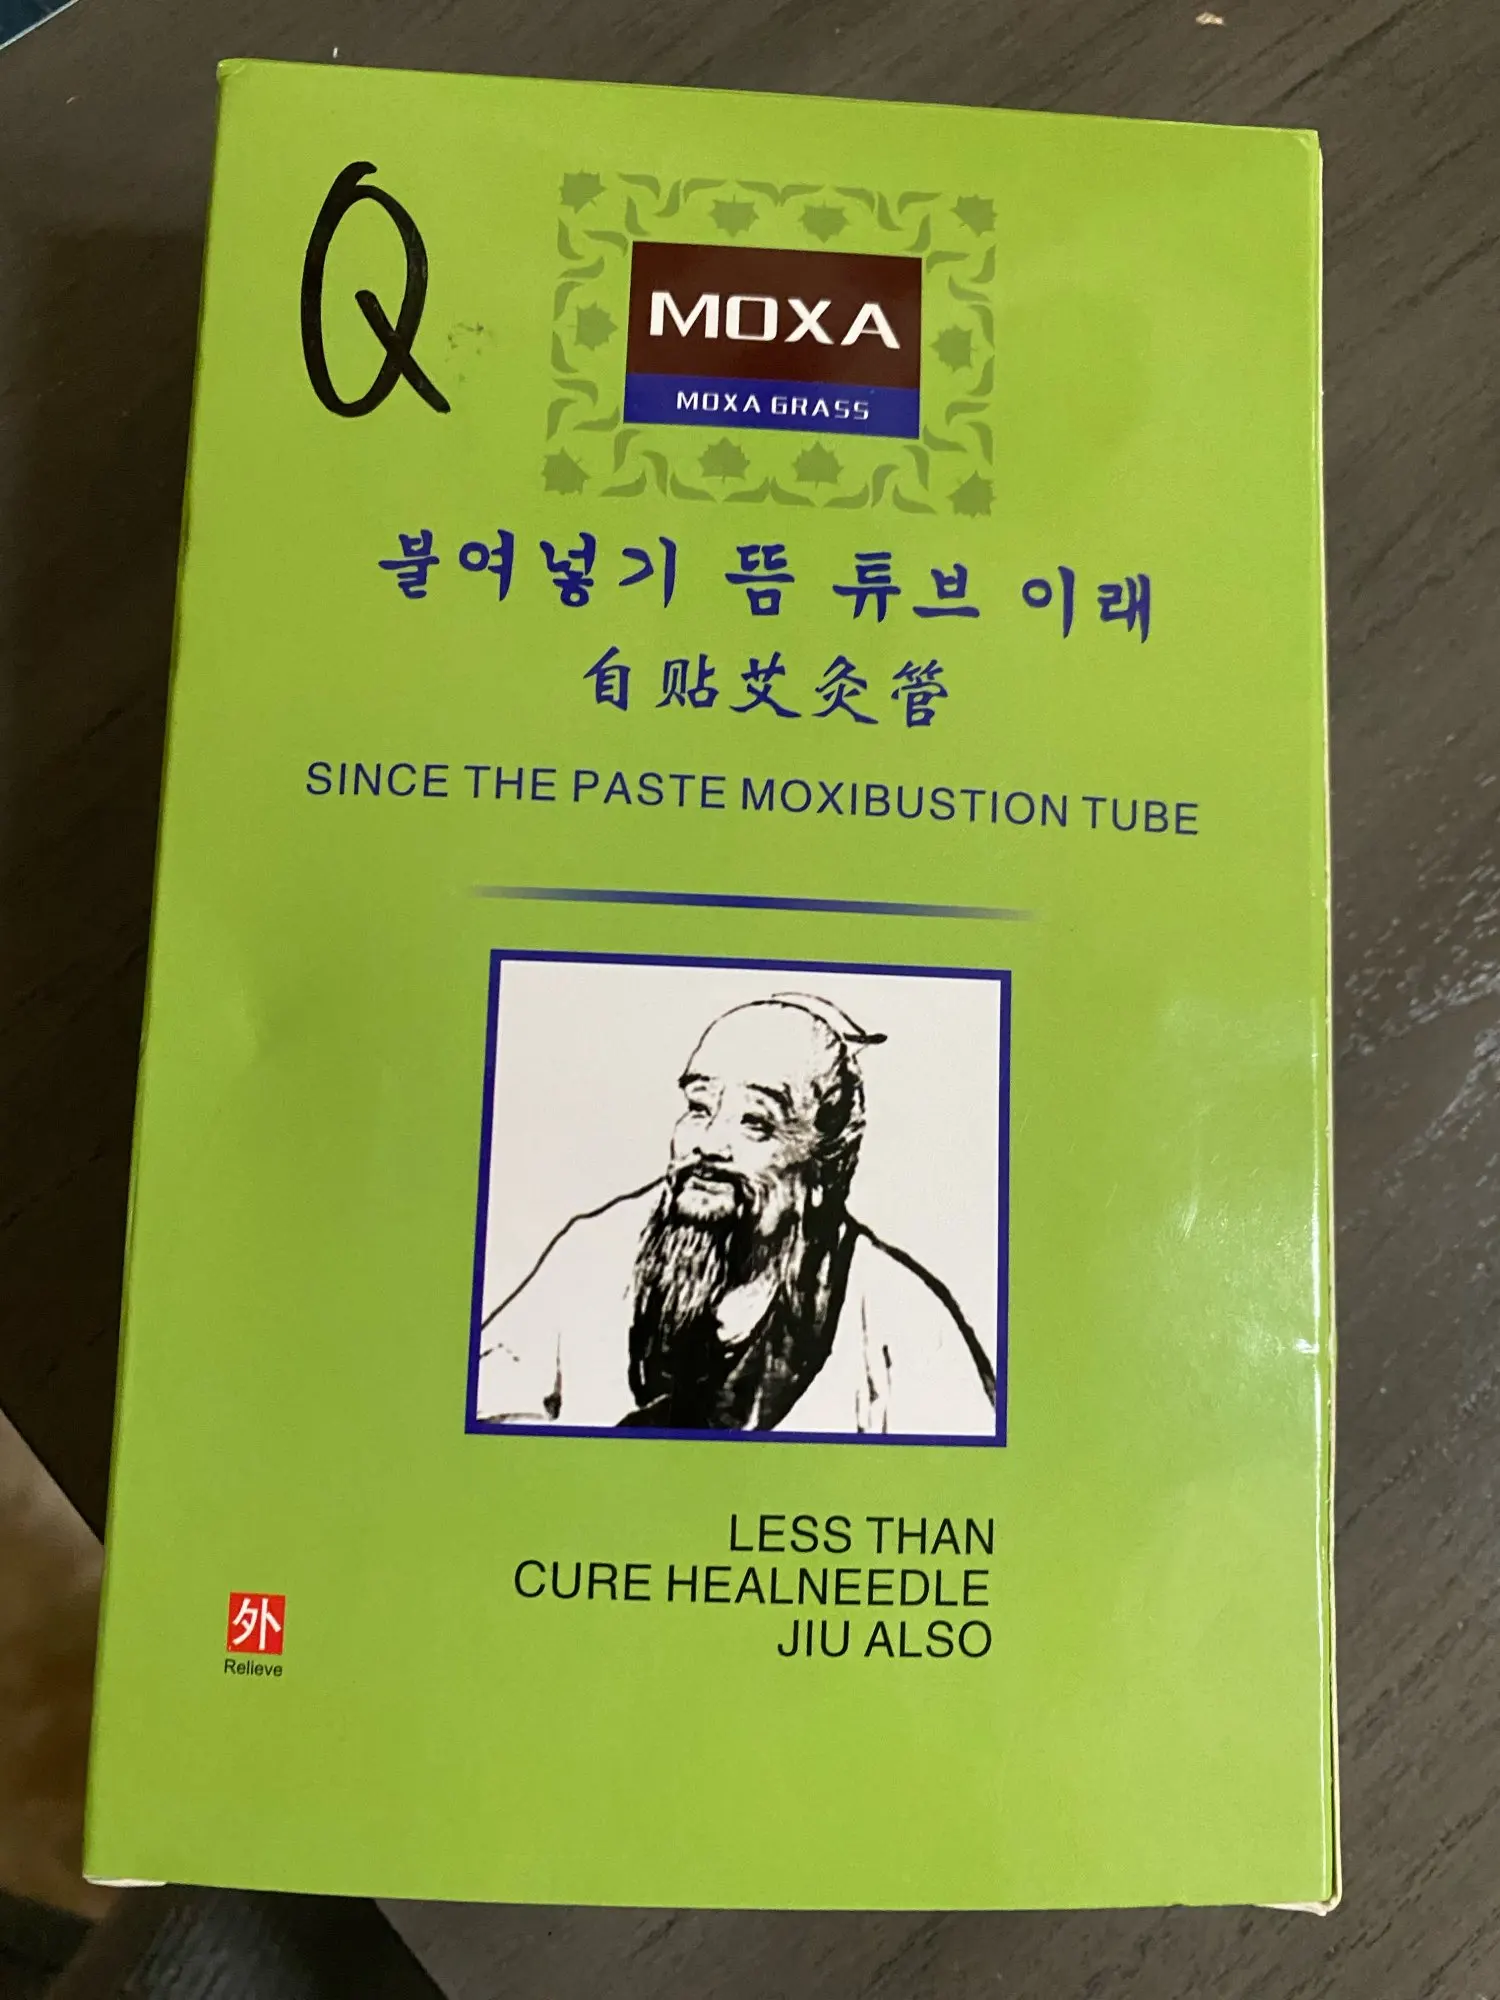 Q
MOXA
MOXA GRASS
불여넣기 뜸 튜브 이래
自贴艾灸管
SINCE THE PASTE MOXIBUSTION TUBE
LESS THAN
CURE HEALNEEDLE
JIU ALSO
外
Relieve